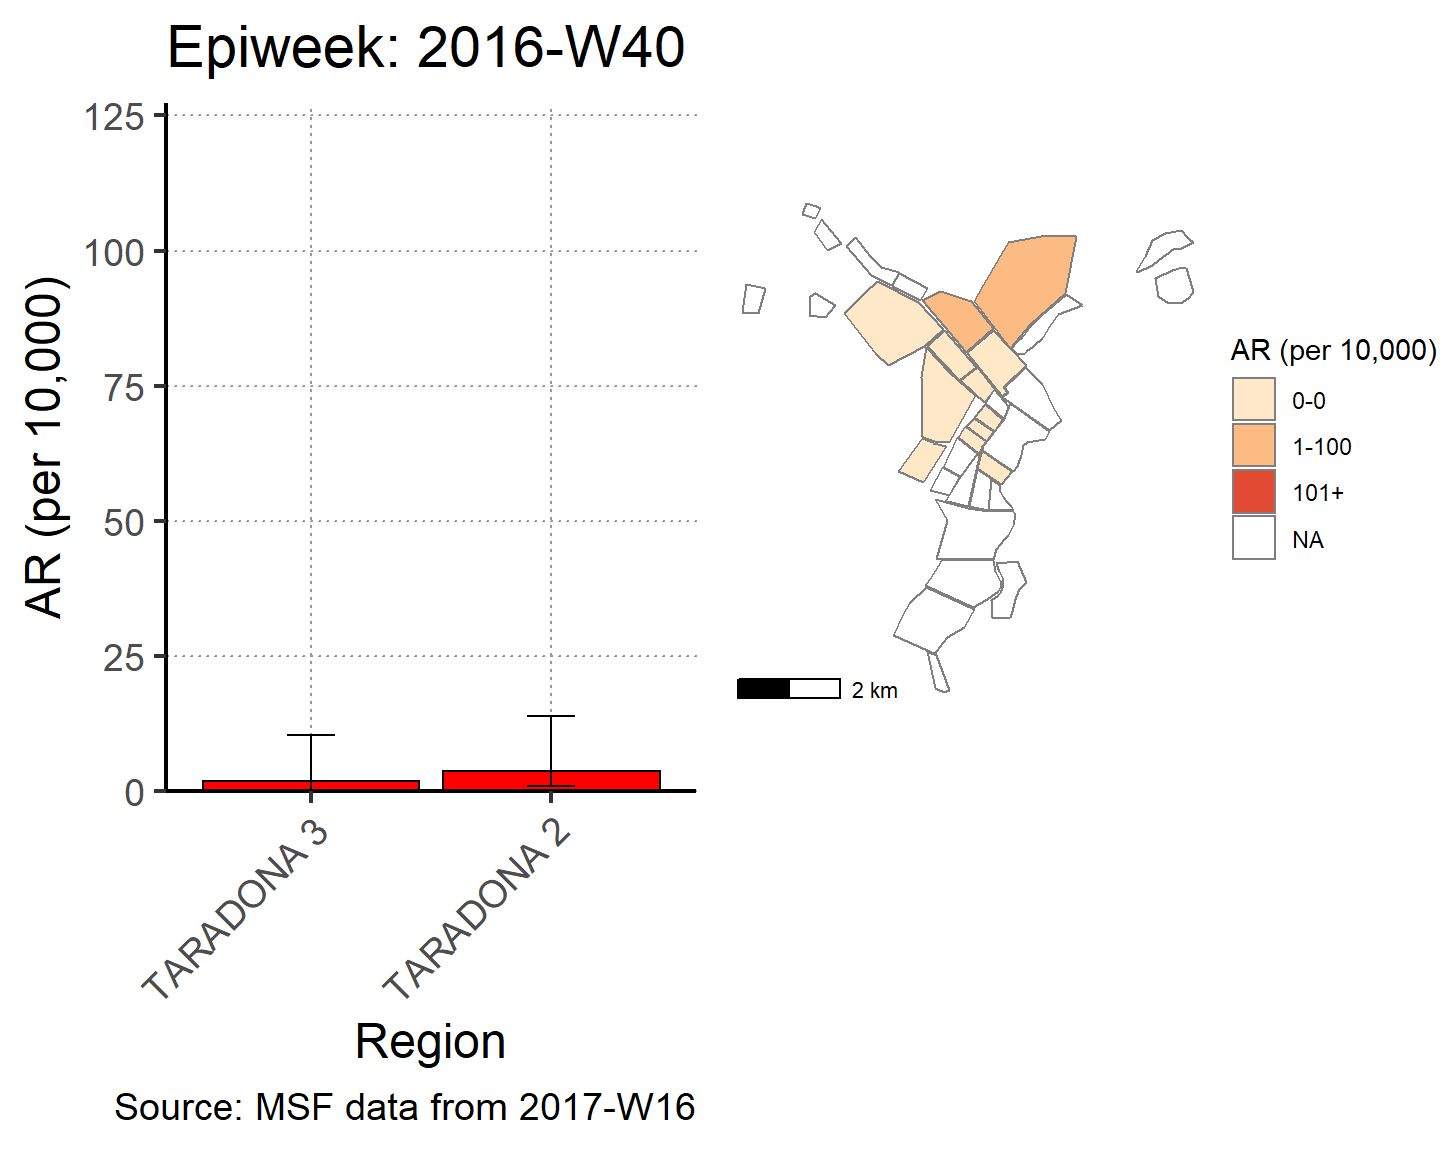 Epiweek: 2016-W40
AR (per 10,000)
125
100
75
50
25
0
TARADONA 3
TARADONA 2
Region
Source: MSF data from 2017-W16
2 km
AR (per 10,000)
0-0
1-100
101+
NA